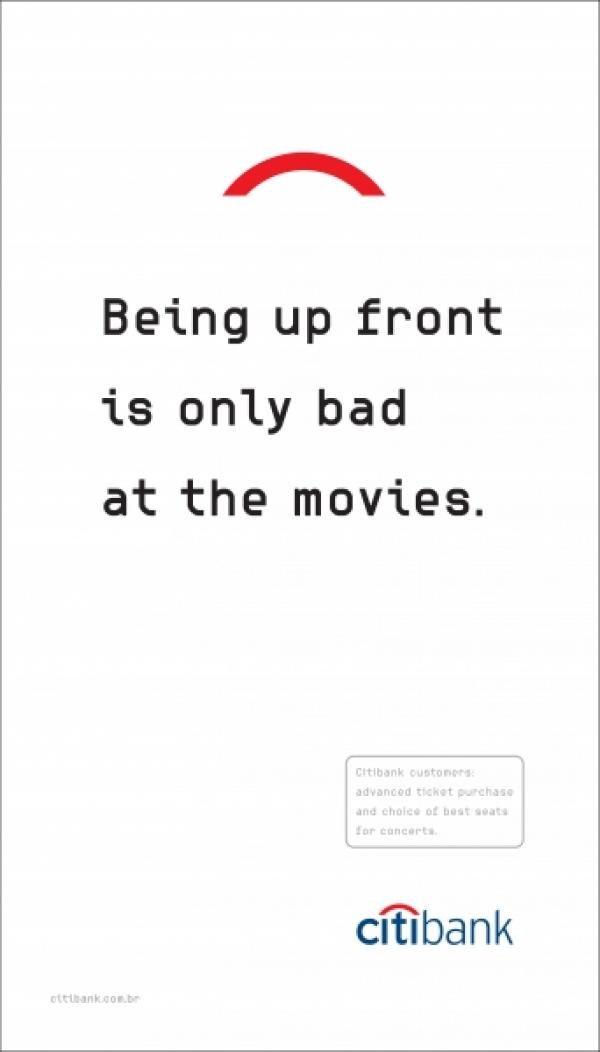 Being up front
is only bad
at the movies.
Citibank customers:
advanced ticket purchase
and choice of best seats
for concerts.
citibank
citibank.com.br